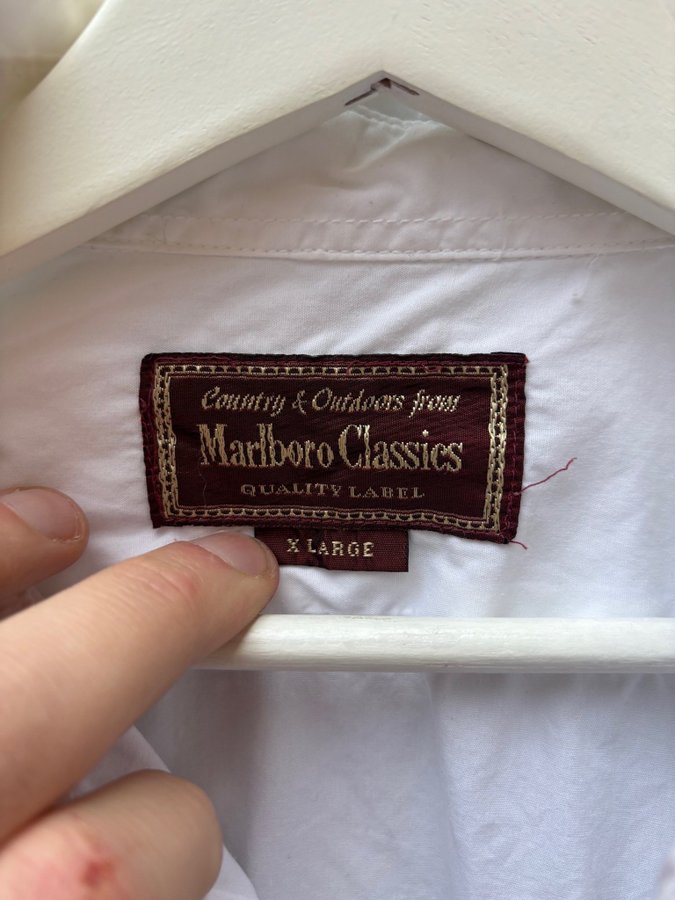 Country & Outdoors from
Marlboro Classics
QUALITY LABEL
X LARGE